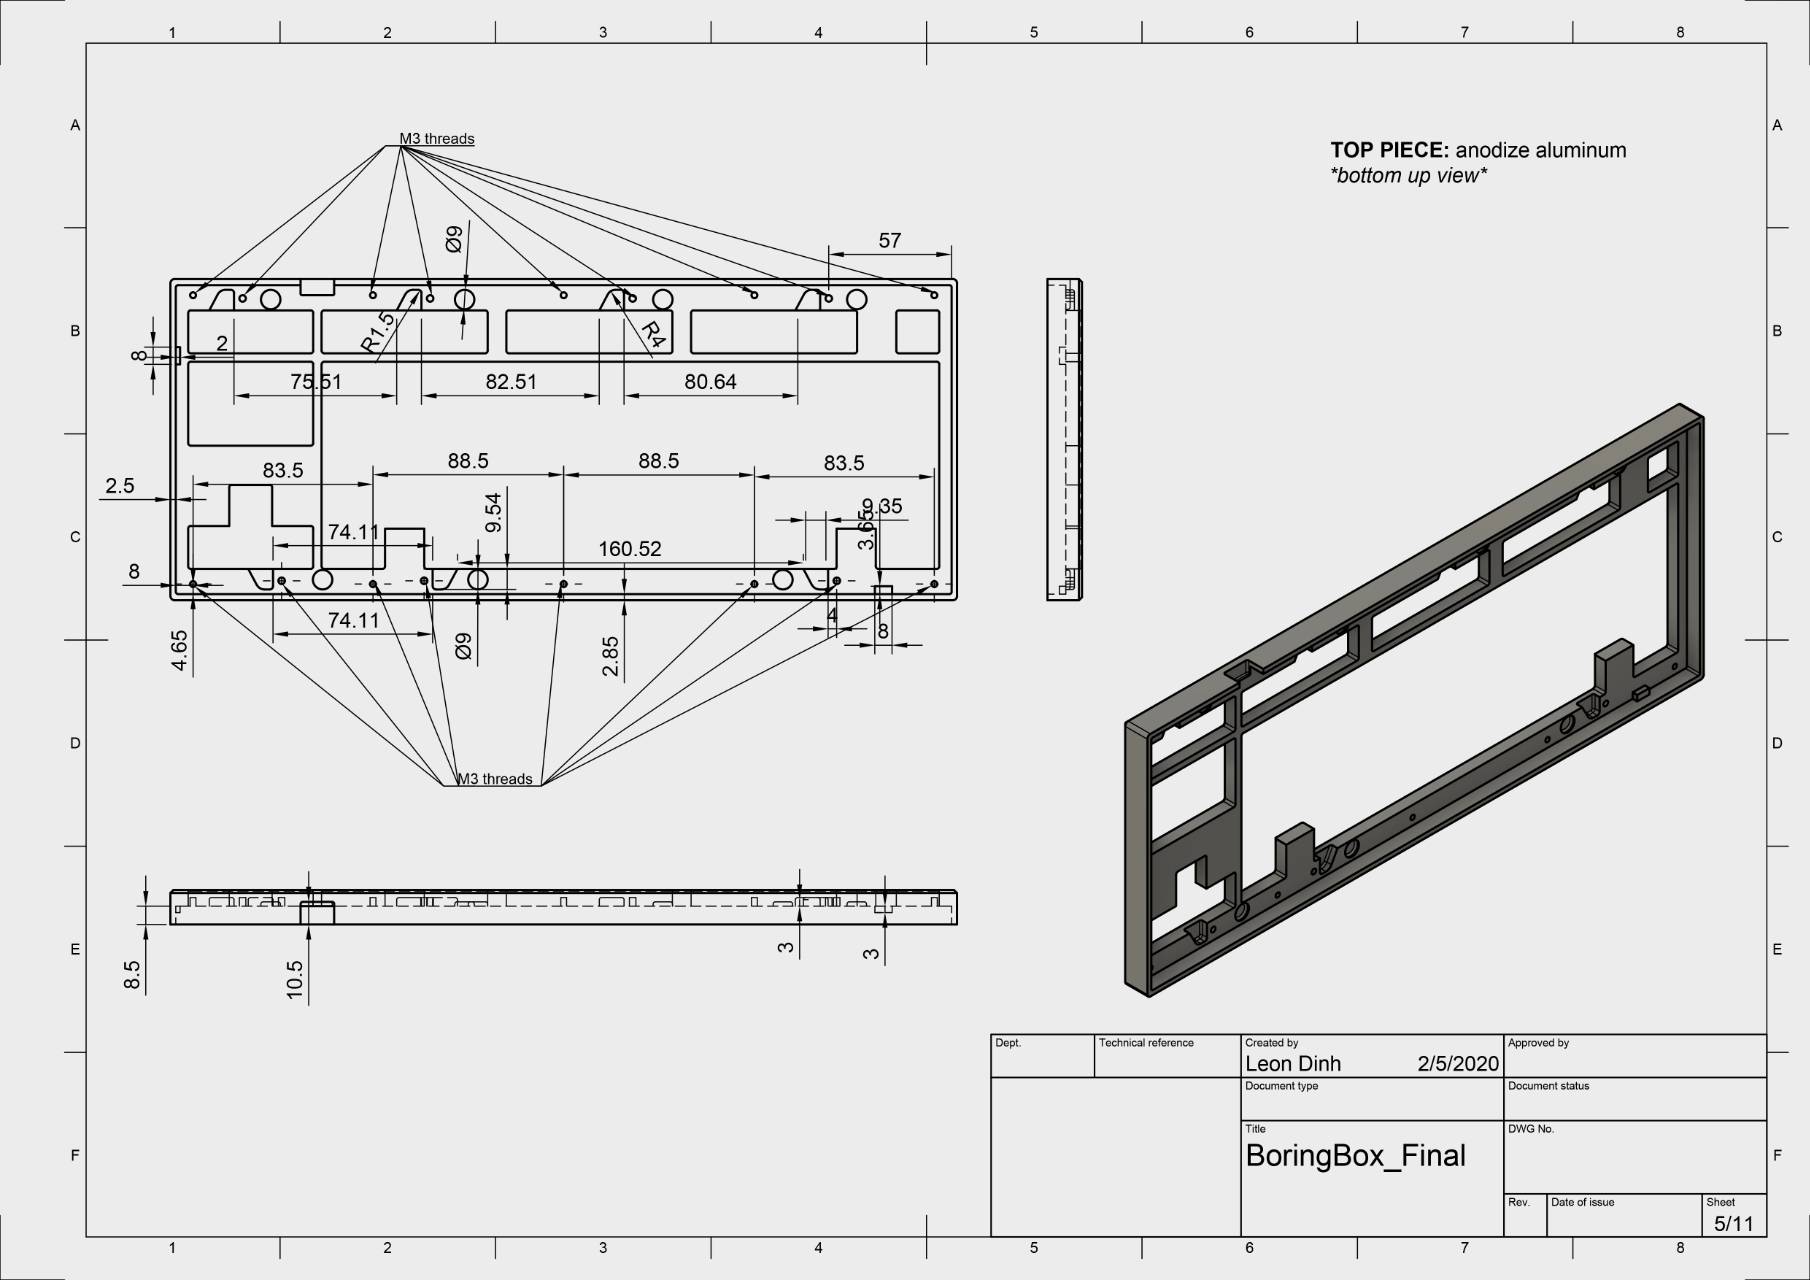 1 2 3 4 5 6 7 8
A A
M3 threads
TOP PIECE: anodize aluminum
*bottom up view*
Ø9
57
B B
R1.5
R4
8
2
75.51 82.51 80.64
83.5 88.5 88.5 83.5
2.5
9.54
9.35
3.65
C C
74.11
160.52
8
74.11
4
8
4.65
Ø9
2.85
D D
M3 threads
E E
8.5
10.5
3
3
Dept.
Technical reference
Created by
Leon Dinh 2/5/2020
Approved by
Document type
Document status
Title
BoringBox_Final
DWG No.
F F
Rev.
Date of issue
Sheet
5/11
1 2 3 4 5 6 7 8